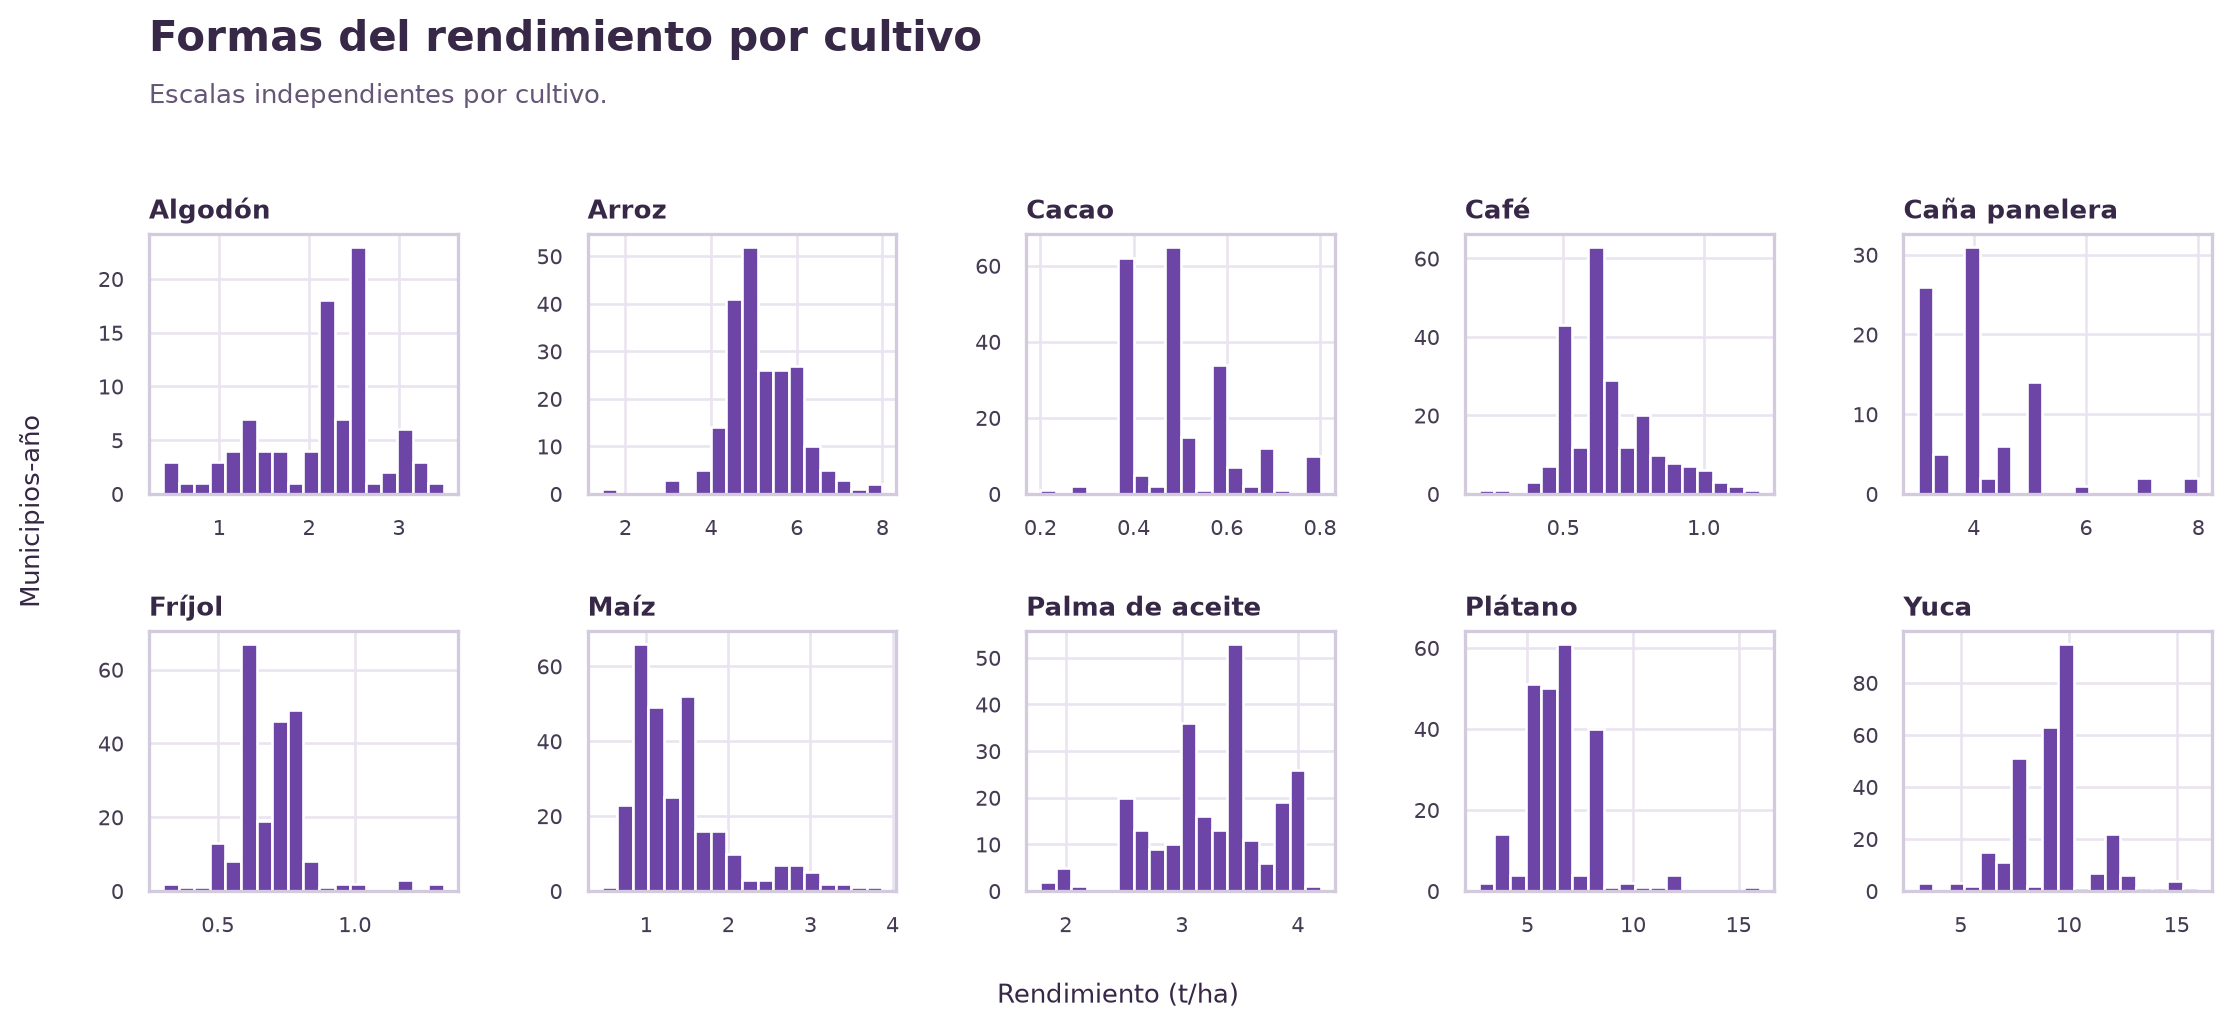 Formas del rendimiento por cultivo
Escalas independientes por cultivo.
Municipios-año
Algodón
20
15
10
5
0
1 2 3
Arroz
50
40
30
20
10
0
2 4 6 8
Cacao
60
40
20
0
0.2 0.4 0.6 0.8
Café
60
40
20
0
0.5 1.0
Caña panelera
30
20
10
0
4 6 8
Fríjol
60
40
20
0
0.5 1.0
Maíz
60
40
20
0
1 2 3 4
Palma de aceite
50
40
30
20
10
0
2 3 4
Plátano
60
40
20
0
5 10 15
Yuca
80
60
40
20
0
5 10 15
Rendimiento (t/ha)